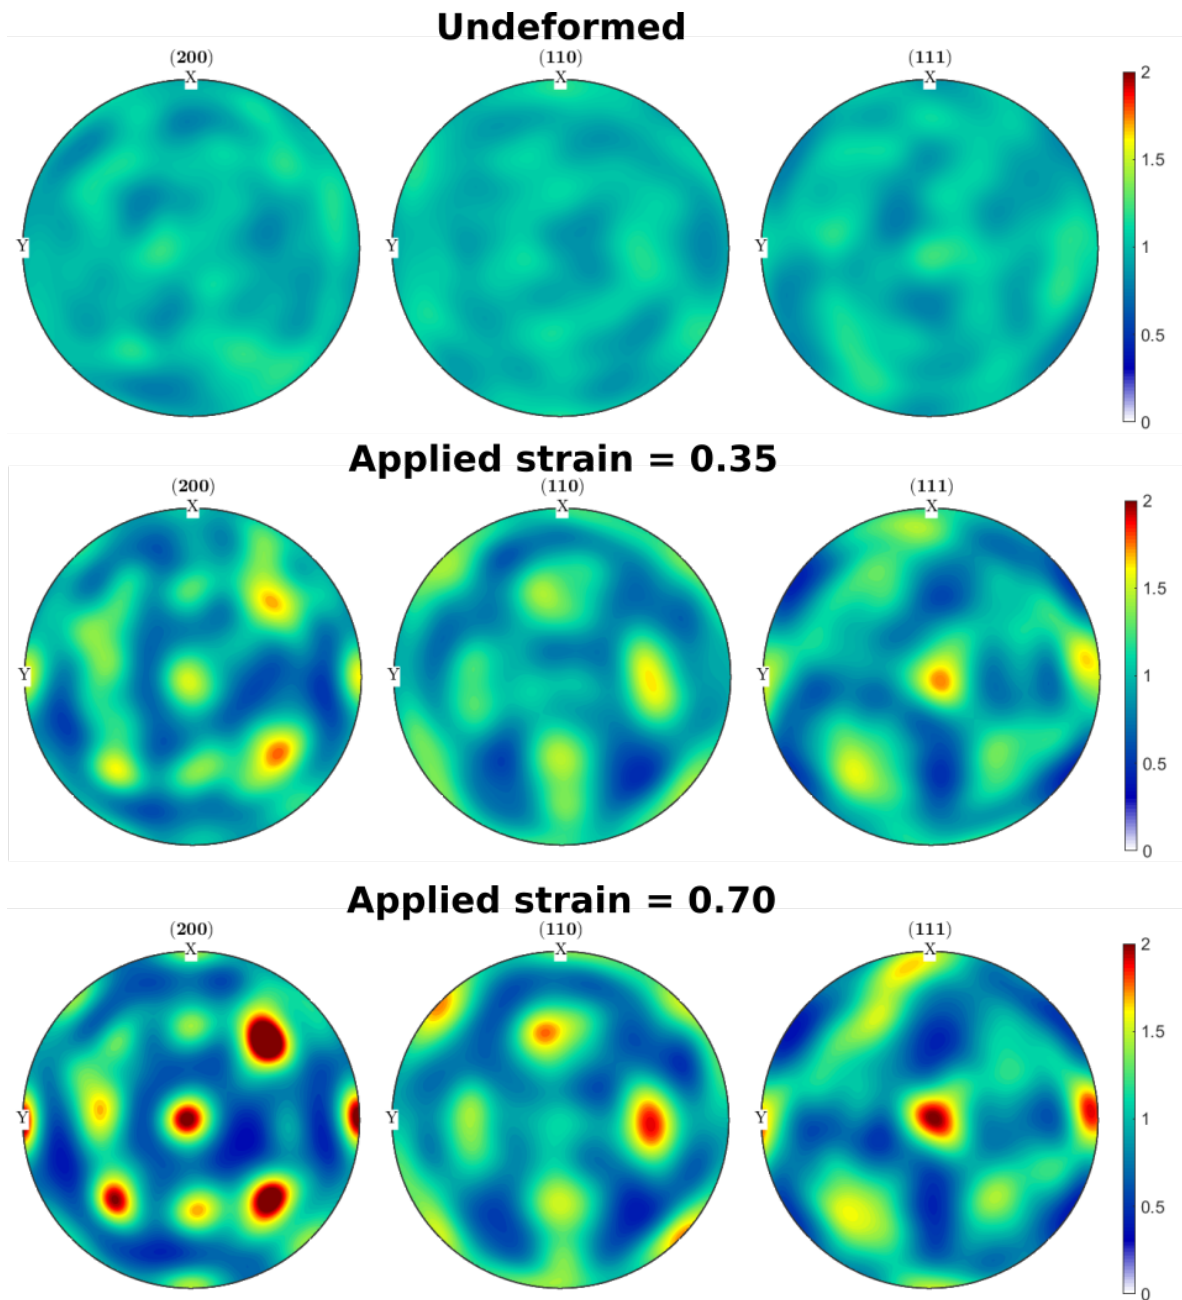 Undeformed
(200) (110) (111)
X X X
2
1.5
Y Y Y
1
0.5
0
Applied strain = 0.35
(200) (110) (111)
X X X
2
1.5
Y Y Y
1
0.5
0
Applied strain = 0.70
(200) (110) (111)
X X X
2
1.5
Y Y Y
1
0.5
0